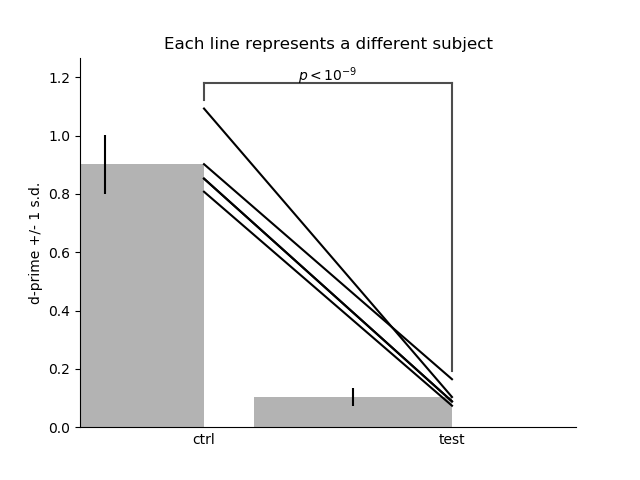 Each line represents a different subject
p < 10⁻⁹
d-prime +/- 1 s.d.
1.2
1.0
0.8
0.6
0.4
0.2
0.0
ctrl test